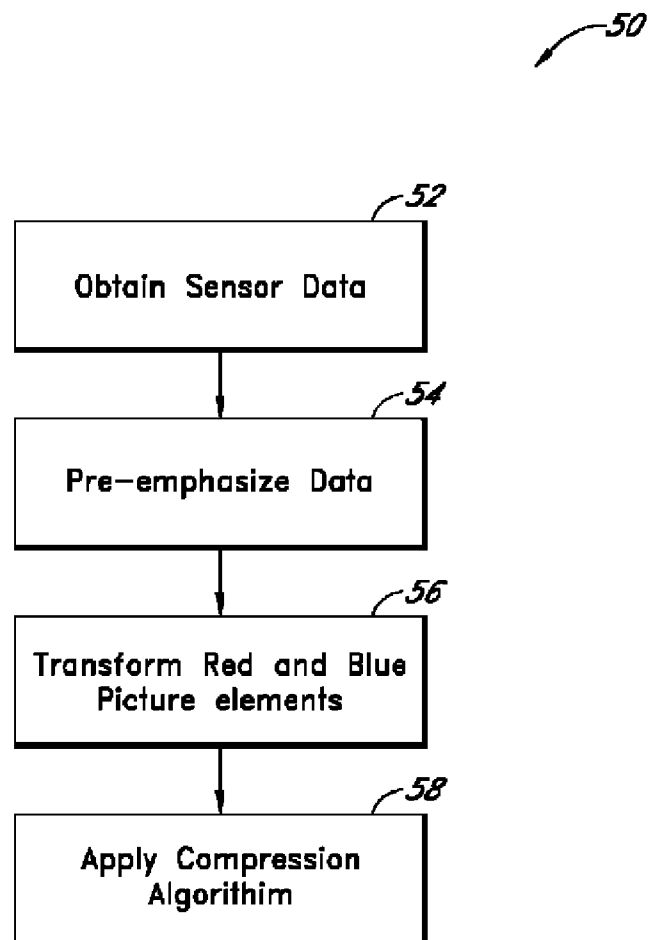 50
52
Obtain Sensor Data
54
Pre-emphasize Data
56
Transform Red and Blue
Picture elements
58
Apply Compression
Algorithim